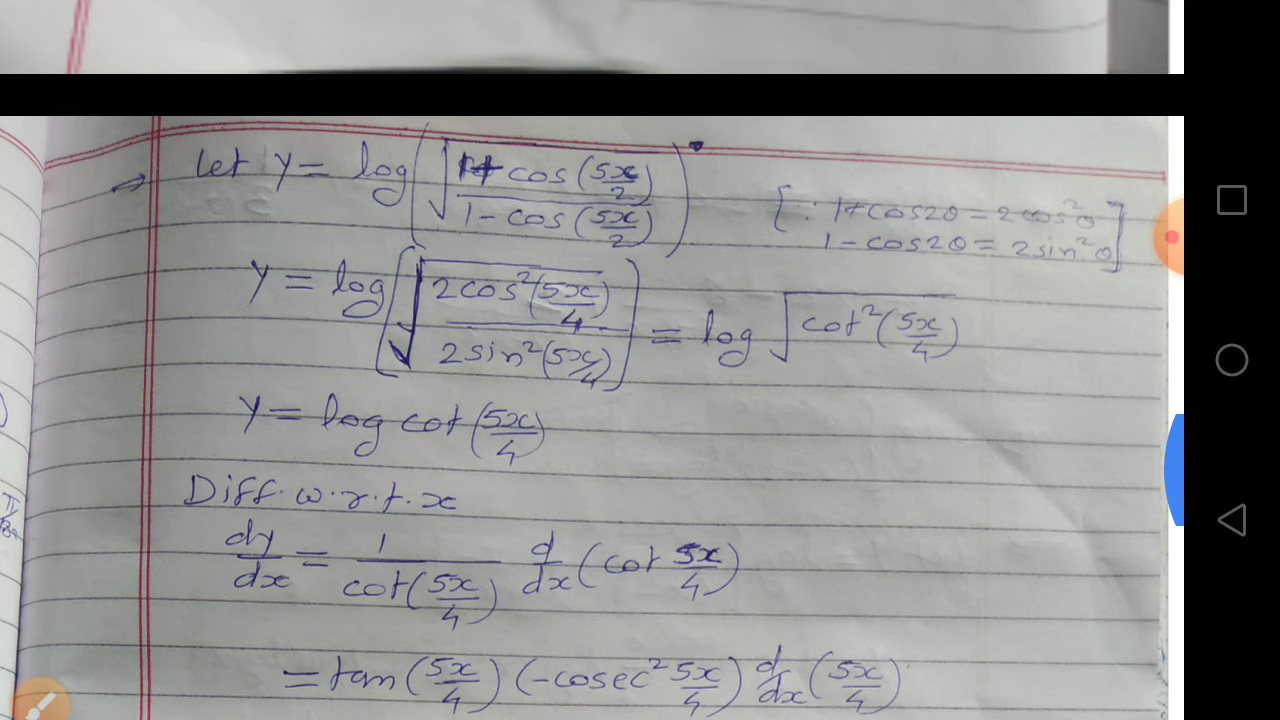 ⇒ Let y = log(√((1+cos(5x/2))/(1-cos(5x/2))))
[∵ 1+cos2θ = 2cos²θ
1-cos2θ = 2sin²θ]
y = log[√(2cos²(5x/4)/2sin²(5x/4))] = log√(cot²(5x/4))
y = log cot(5x/4)
Diff. w.r.t. x
dy/dx = 1/cot(5x/4) d/dx(cot 5x/4)
= tan(5x/4)(-cosec² 5x/4) d/dx(5x/4)